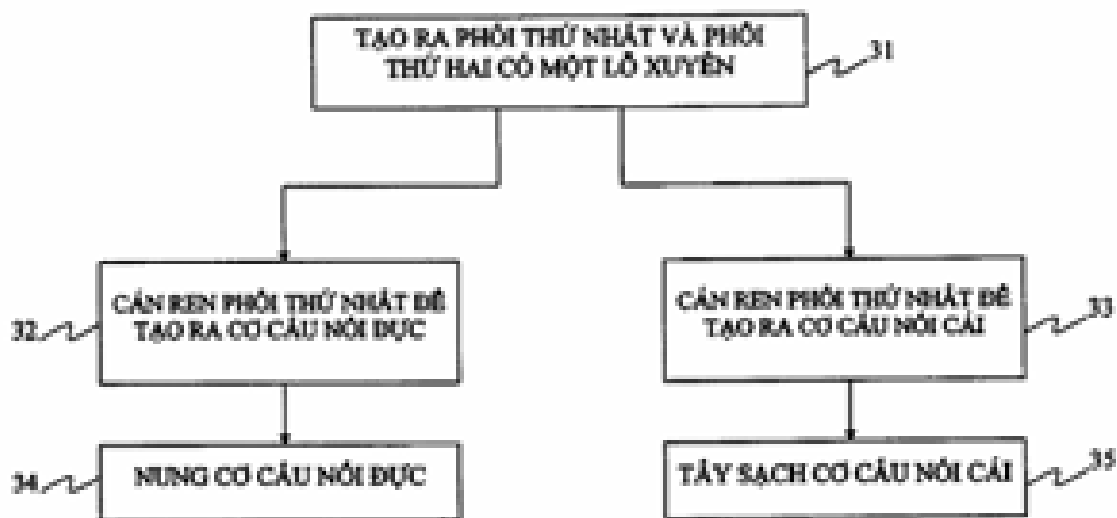 TẠO RA PHÔI THỨ NHẤT VÀ PHÔI
THỨ HAI CÓ MỘT LỖ XUYÊN
31
CÁN REN PHÔI THỨ NHẤT ĐỂ
TẠO RA CƠ CẤU NỐI ĐỰC
32
CÁN REN PHÔI THỨ NHẤT ĐỂ
TẠO RA CƠ CẤU NỐI CÁI
33
NUNG CƠ CẤU NỐI ĐỰC
34
TẨY SẠCH CƠ CẤU NỐI CÁI
35